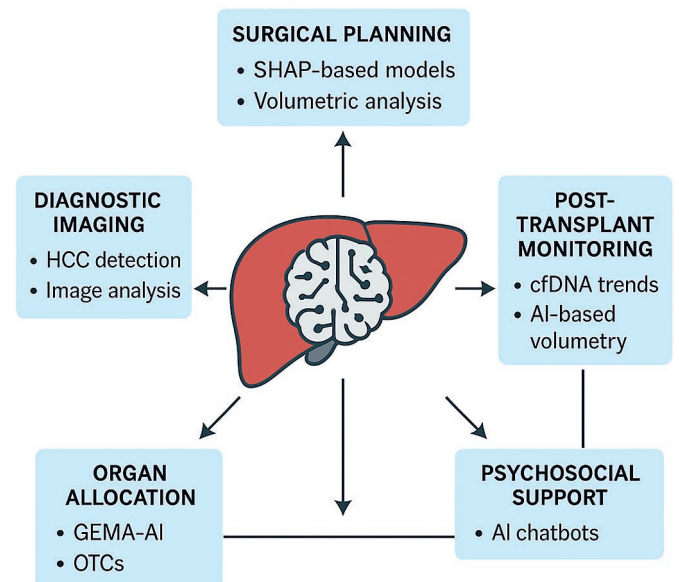 SURGICAL PLANNING
• SHAP-based models
• Volumetric analysis
DIAGNOSTIC
IMAGING
• HCC detection
• Image analysis
POST-
TRANSPLANT
MONITORING
• cfDNA trends
• AI-based
volumetry
ORGAN
ALLOCATION
• GEMA-AI
• OTCs
PSYCHOSOCIAL
SUPPORT
• AI chatbots